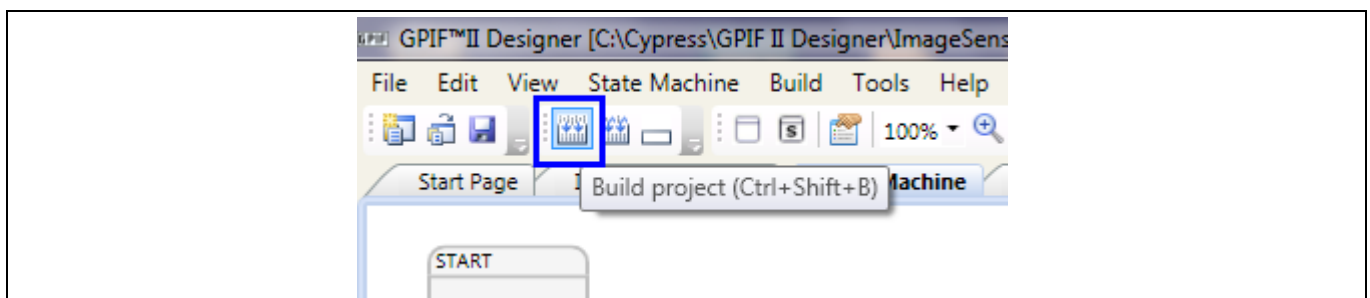 GPIF GPIF™II Designer [C:\Cypress\GPIF II Designer\ImageSens
File Edit View State Machine Build Tools Help
S 100%
Start Page Machine
Build project (Ctrl+Shift+B)
START